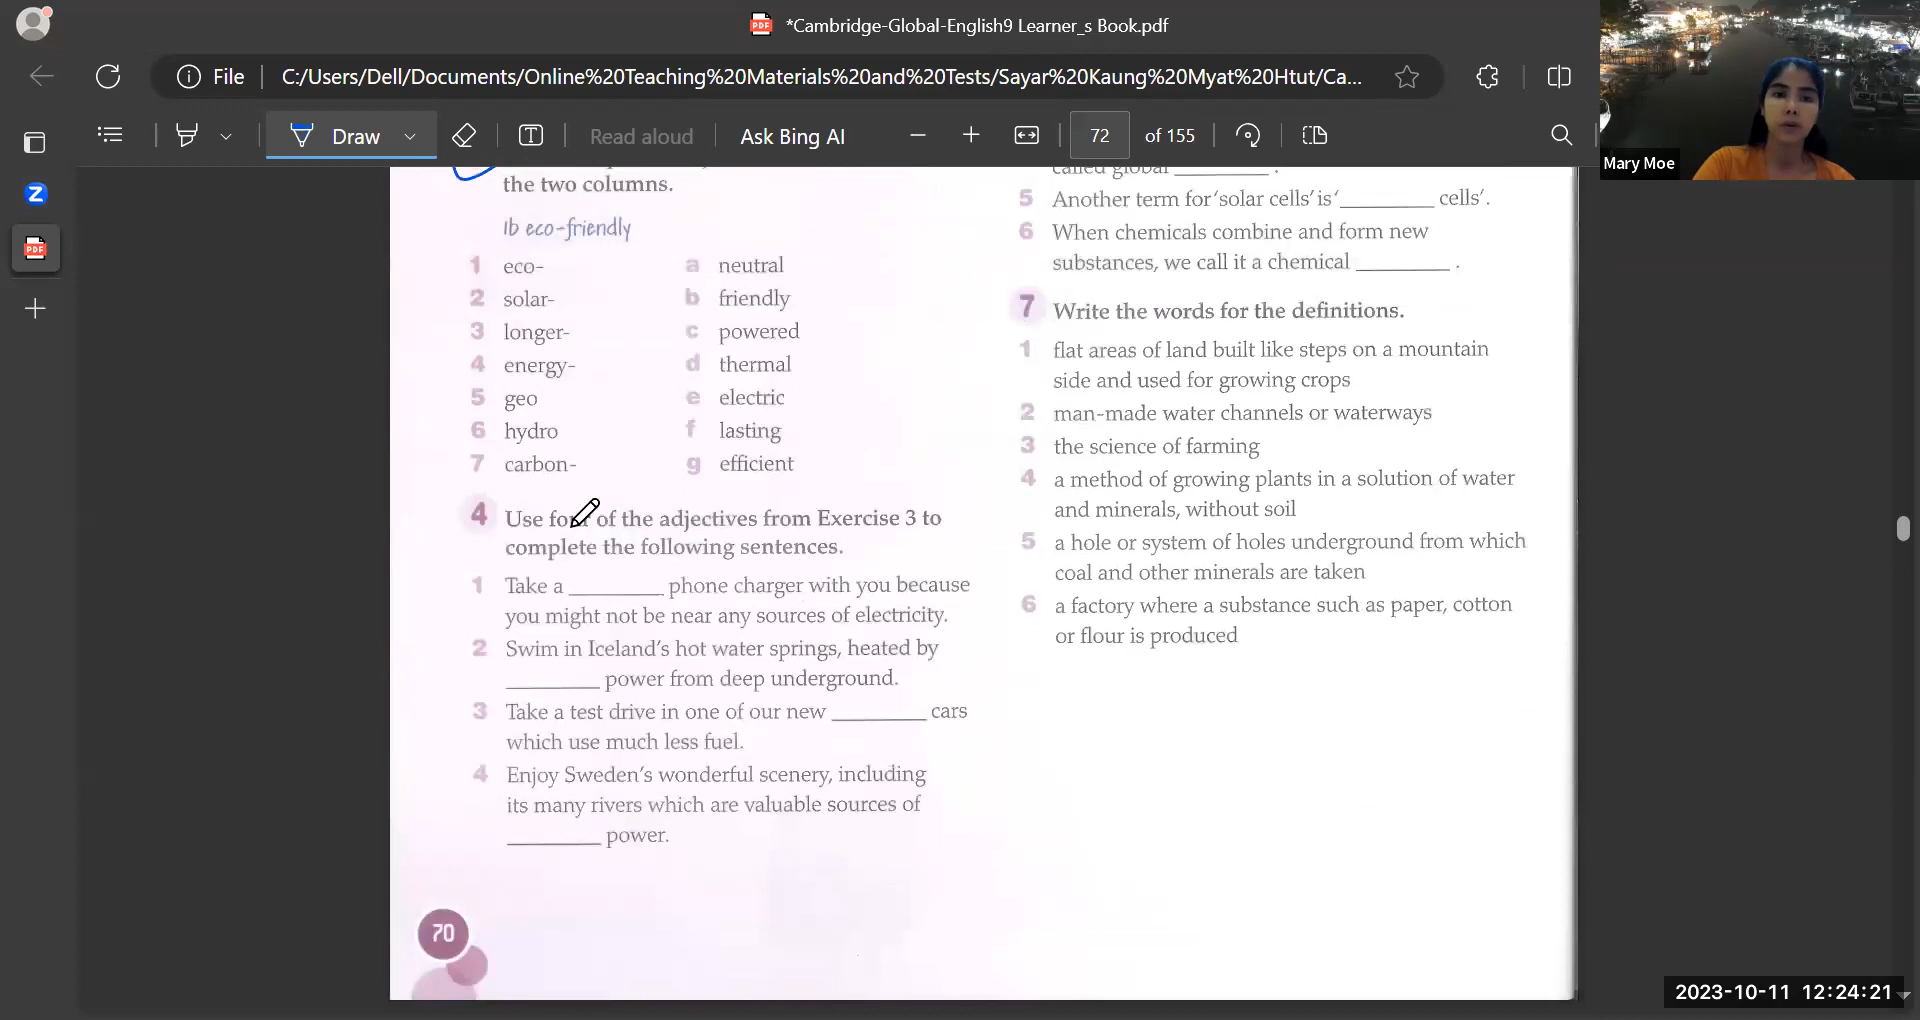 *Cambridge-Global-English9 Learner_s Book.pdf
File
C:/Users/Dell/Documents/Online%20Teaching%20Materials%20and%20Tests/Sayar%20Kaung%20Myat%20Htut/Ca...
Draw
Read aloud
Ask Bing AI
72
of 155
Mary Moe
the two columns.
1b eco-friendly
1 eco- a neutral
2 solar- b friendly
3 longer- c powered
4 energy- d thermal
5 geo e electric
6 hydro f lasting
7 carbon- g efficient
4 Use four of the adjectives from Exercise 3 to
complete the following sentences.
1 Take a ________ phone charger with you because
you might not be near any sources of electricity.
2 Swim in Iceland's hot water springs, heated by
________ power from deep underground.
3 Take a test drive in one of our new ________ cars
which use much less fuel.
4 Enjoy Sweden's wonderful scenery, including
its many rivers which are valuable sources of
________ power.
70
called global ________ .
5 Another term for 'solar cells' is '________ cells'.
6 When chemicals combine and form new
substances, we call it a chemical ________ .
7 Write the words for the definitions.
1 flat areas of land built like steps on a mountain
side and used for growing crops
2 man-made water channels or waterways
3 the science of farming
4 a method of growing plants in a solution of water
and minerals, without soil
5 a hole or system of holes underground from which
coal and other minerals are taken
6 a factory where a substance such as paper, cotton
or flour is produced
2023-10-11 12:24:21